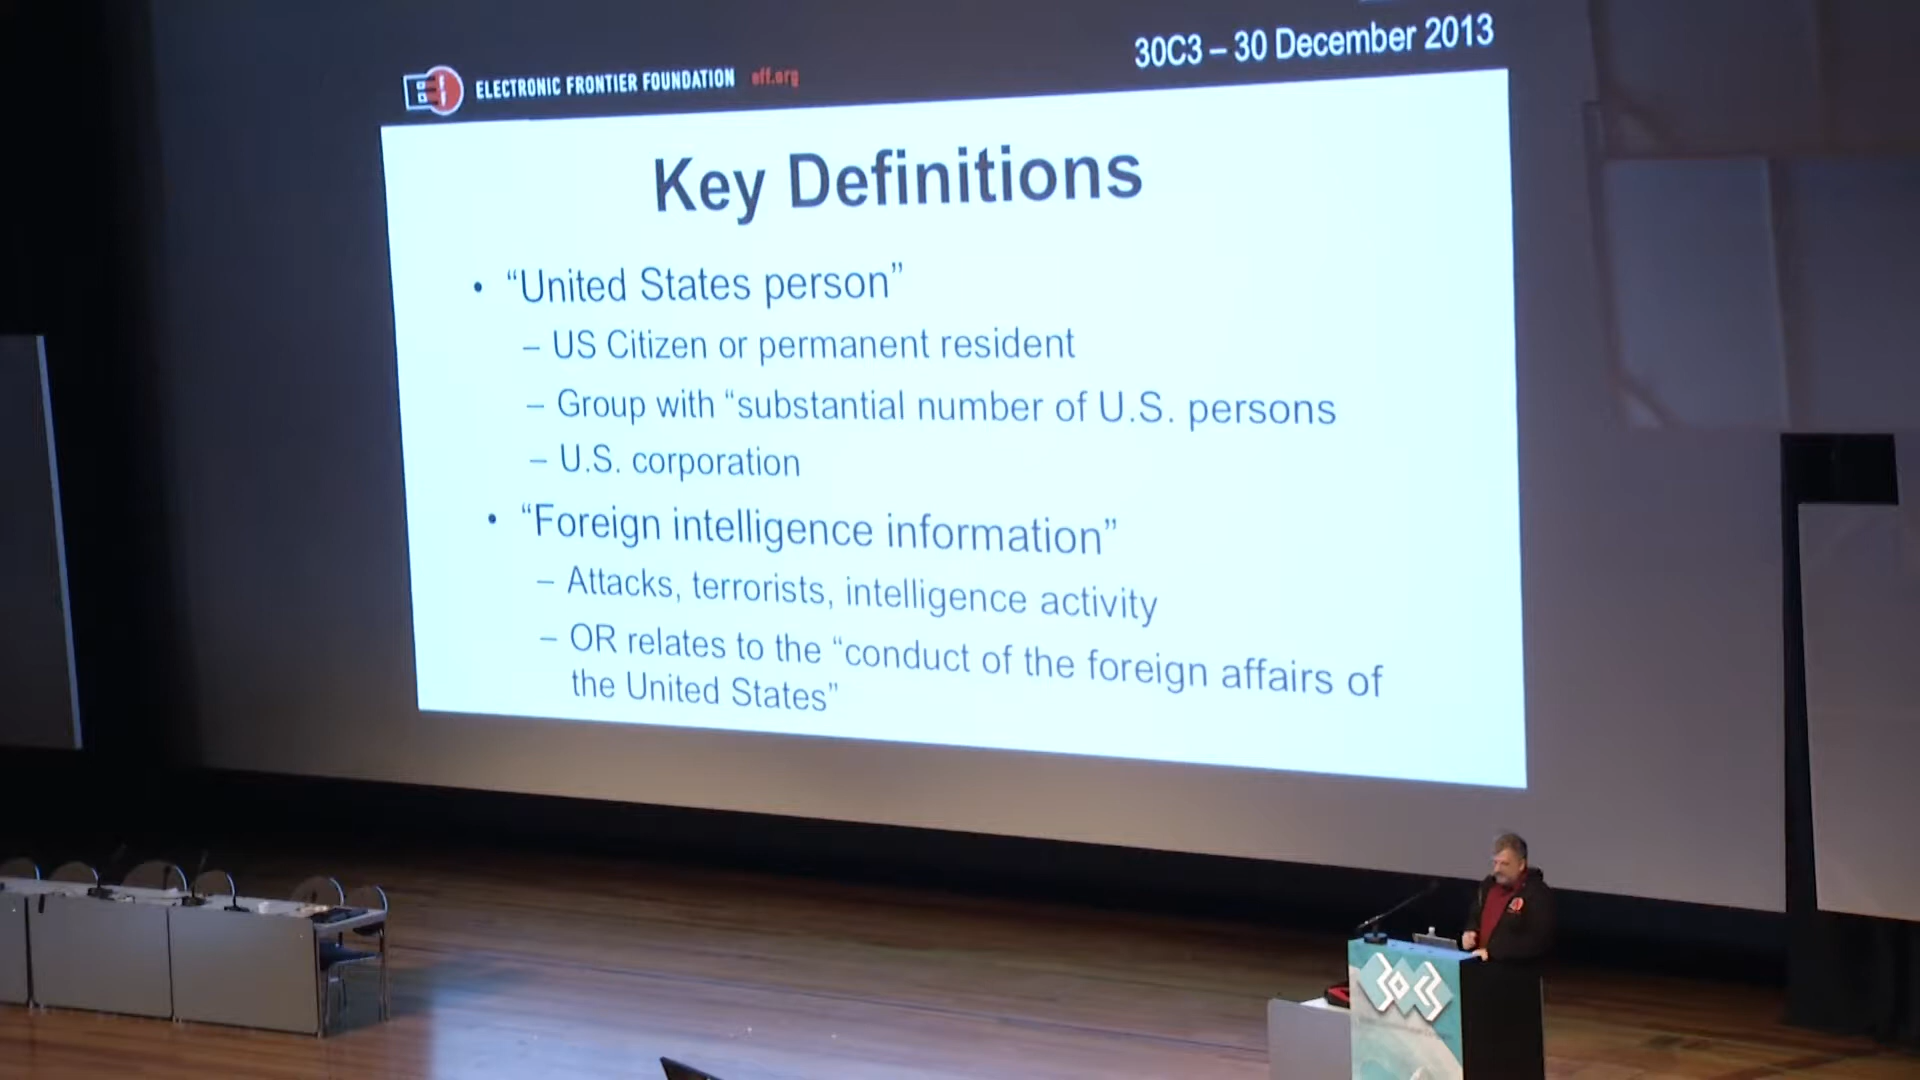 30C3 – 30 December 2013
ELECTRONIC FRONTIER FOUNDATION eff.org
Key Definitions
• “United States person”
– US Citizen or permanent resident
– Group with “substantial number of U.S. persons
– U.S. corporation
• “Foreign intelligence information”
– Attacks, terrorists, intelligence activity
– OR relates to the “conduct of the foreign affairs of
the United States”
30C3